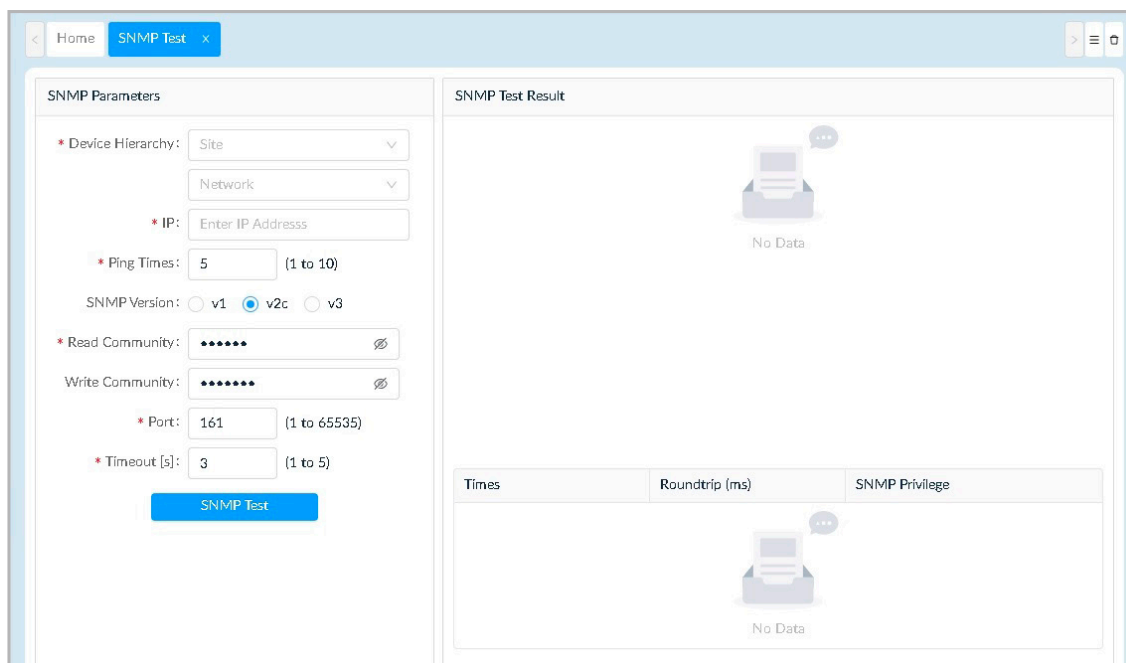 Home
SNMP Test x
SNMP Parameters
* Device Hierarchy: Site
Network
* IP: Enter IP Addresss
* Ping Times: 5 (1 to 10)
SNMP Version: v1 v2c v3
* Read Community: ••••••
Write Community: •••••••
* Port: 161 (1 to 65535)
* Timeout [s]: 3 (1 to 5)
SNMP Test
SNMP Test Result
No Data
Times Roundtrip (ms) SNMP Privilege
No Data